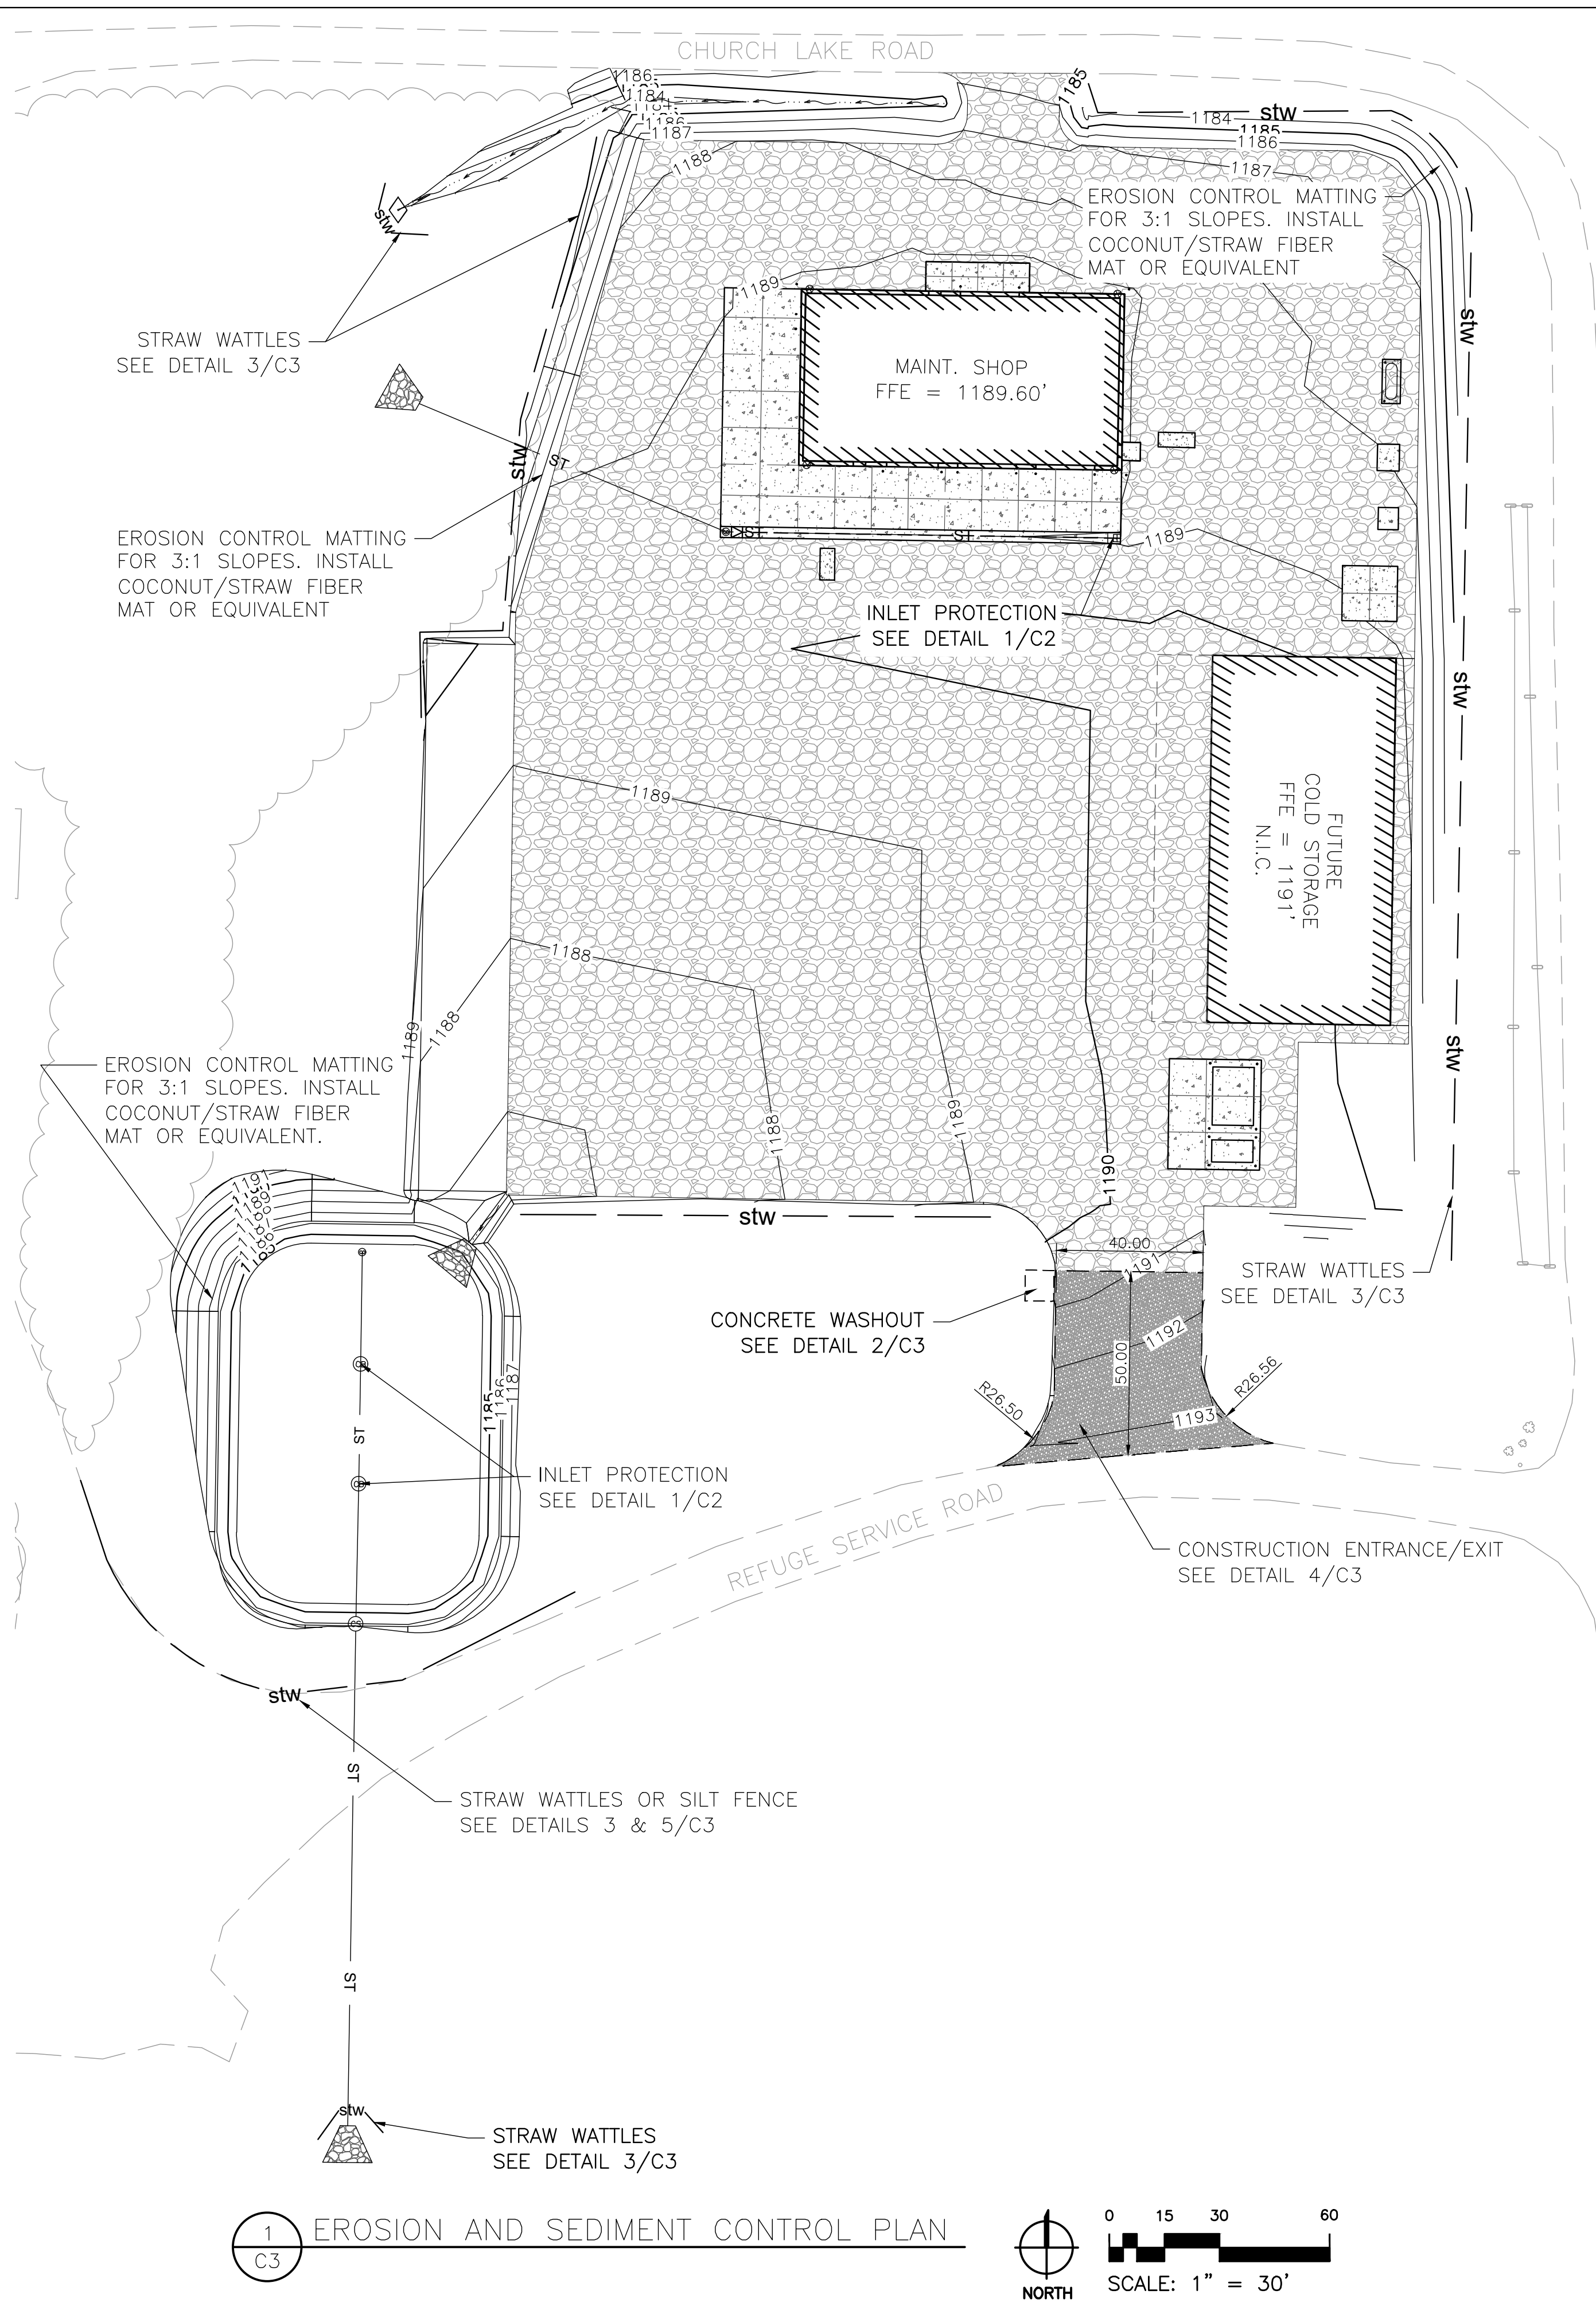 CHURCH LAKE ROAD
1186
1184
1186
1187
1188
1185
1184
stw
1185
1186
1187
EROSION CONTROL MATTING
FOR 3:1 SLOPES. INSTALL
COCONUT/STRAW FIBER
MAT OR EQUIVALENT
stw
STRAW WATTLES
SEE DETAIL 3/C3
1189
MAINT. SHOP
FFE = 1189.60'
stw
stw
ST
EROSION CONTROL MATTING
FOR 3:1 SLOPES. INSTALL
COCONUT/STRAW FIBER
MAT OR EQUIVALENT
ST
ST
1189
INLET PROTECTION
SEE DETAIL 1/C2
stw
1189
FUTURE
COLD STORAGE
FFE = 1191'
N.I.C.
1188
1189
1188
stw
EROSION CONTROL MATTING
FOR 3:1 SLOPES. INSTALL
COCONUT/STRAW FIBER
MAT OR EQUIVALENT.
1188
1189
1190
1191
1189
stw
40.00
1191
STRAW WATTLES
SEE DETAIL 3/C3
CONCRETE WASHOUT
SEE DETAIL 2/C3
1192
50.00
R26.50
R26.56
1193
1185
1186
1187
ST
INLET PROTECTION
SEE DETAIL 1/C2
REFUGE SERVICE ROAD
CONSTRUCTION ENTRANCE/EXIT
SEE DETAIL 4/C3
stw
ST
STRAW WATTLES OR SILT FENCE
SEE DETAILS 3 & 5/C3
ST
stw
STRAW WATTLES
SEE DETAIL 3/C3
1
C3
EROSION AND SEDIMENT CONTROL PLAN
NORTH
0 15 30 60
SCALE: 1" = 30'